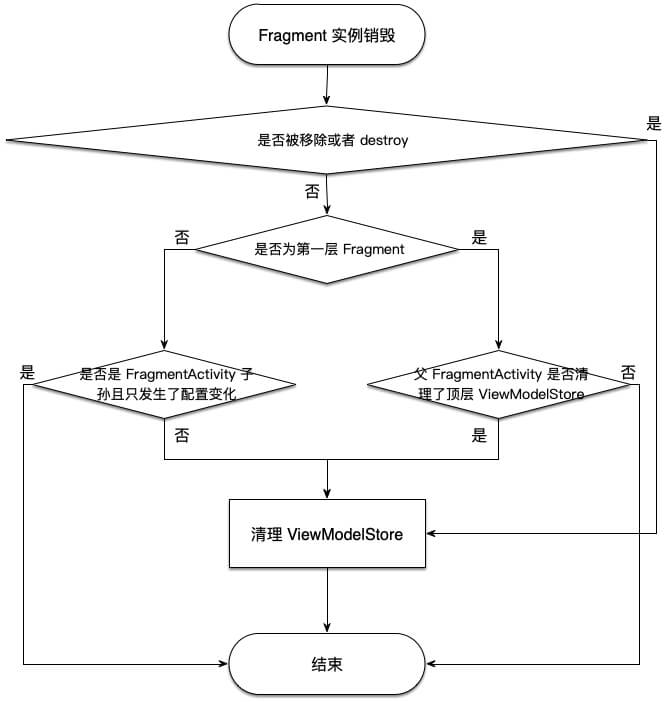 Fragment 实例销毁
是否被移除或者 destroy
是
否
是否为第一层 Fragment
否
是
是否是 FragmentActivity 子
孙且只发生了配置变化
是
否
父 FragmentActivity 是否清
理了顶层 ViewModelStore
否
是
清理 ViewModelStore
结束